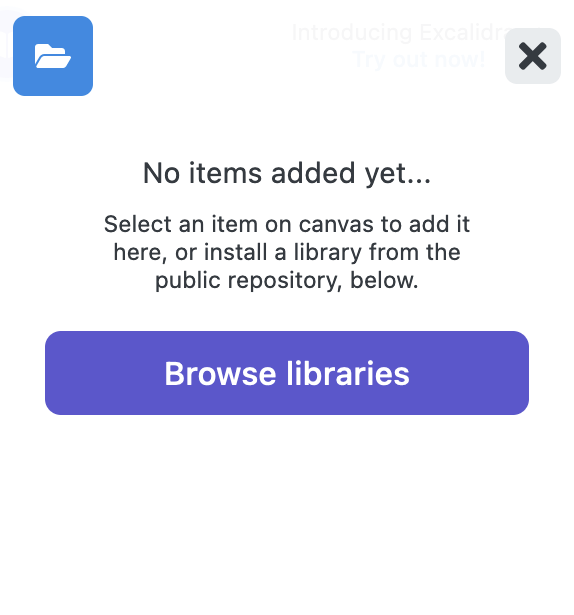 Introducing Excalidr
Try out now!
No items added yet...
Select an item on canvas to add it
here, or install a library from the
public repository, below.
Browse libraries